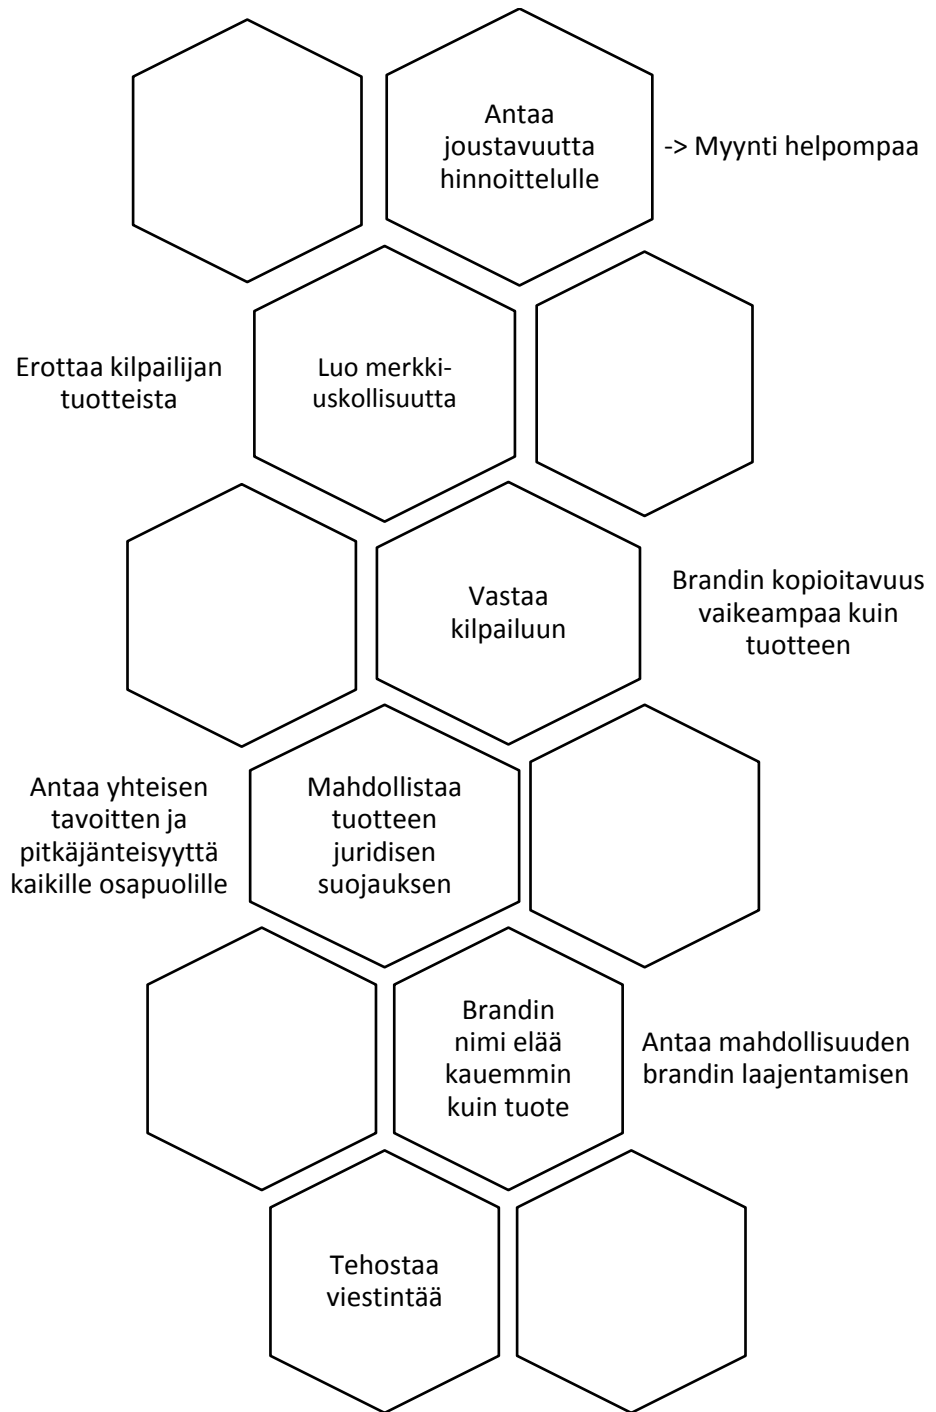 Antaa
joustavuutta
hinnoittelulle
-> Myynti helpompaa
Erottaa kilpailijan
tuotteista
Luo merkki-
uskollisuutta
Vastaa
kilpailuun
Brandin kopioitavuus
vaikeampaa kuin
tuotteen
Antaa yhteisen
tavoitten ja
pitkäjänteisyyttä
kaikille osapuolille
Mahdollistaa
tuotteen
juridisen
suojauksen
Brandin
nimi elää
kauemmin
kuin tuote
Antaa mahdollisuuden
brandin laajentamisen
Tehostaa
viestintää